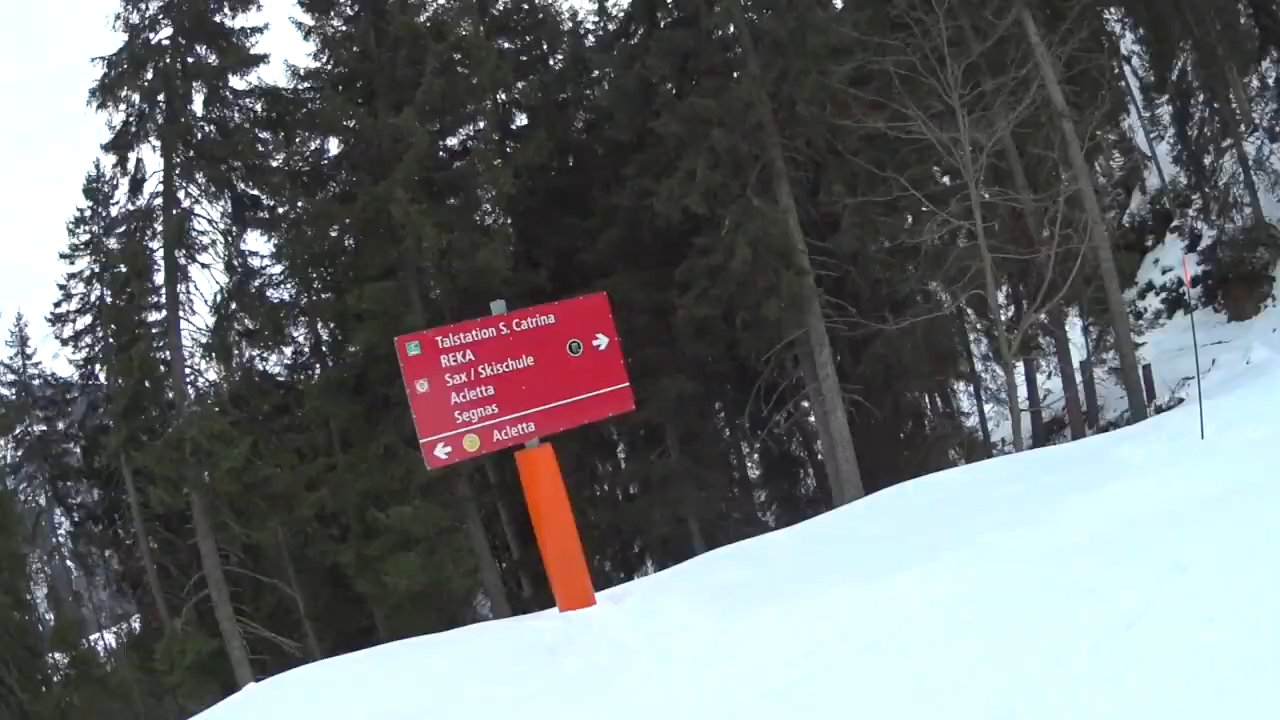 Talstation S. Catrina
REKA
Sax / Skischule
Acletta
Segnas
Acletta